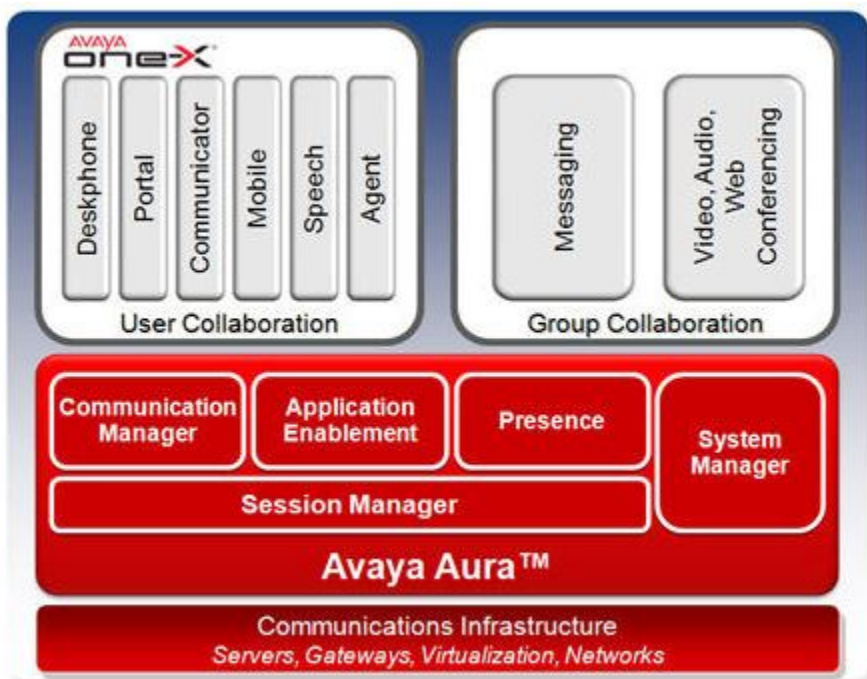 AVAYA
one-X®
Deskphone
Portal
Communicator
Mobile
Speech
Agent
User Collaboration
Messaging
Video, Audio,
Web
Conferencing
Group Collaboration
Communication
Manager
Application
Enablement
Presence
System
Manager
Session Manager
Avaya Aura™
Communications Infrastructure
Servers, Gateways, Virtualization, Networks